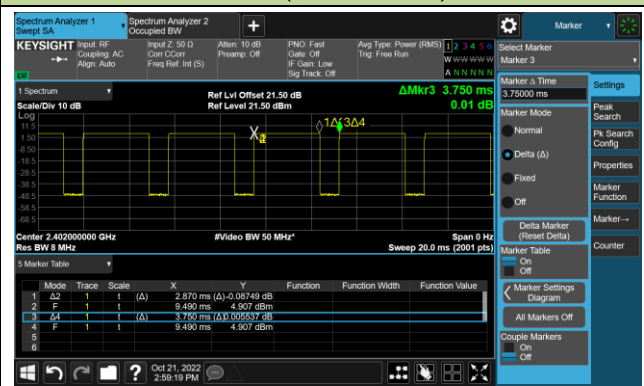 Spectrum Analyzer 1
Swept SA
Spectrum Analyzer 2
Occupied BW
+
Marker
KEYSIGHT
Input: RF
Coupling: AC
Align: Auto
Input Z: 50 Ω
Corr CCorr
Freq Ref: Int (S)
Atten: 10 dB
Preamp: Off
PNO: Fast
Gate: Off
IF Gain: Low
Sig Track: Off
Avg Type: Power (RMS)
Trig: Free Run
1 2 3 4 5 6
W W W W W W
A N N N N N
LXI
Select Marker
Marker 3
1 Spectrum
Scale/Div 10 dB
Log
Ref Lvl Offset 21.50 dB
Ref Level 21.50 dBm
ΔMkr3 3.750 ms
0.01 dB
11.5
1.50
-8.50
-18.5
-28.5
-38.5
-48.5
-58.5
-68.5
1Δ
3Δ4
Center 2.402000000 GHz
Res BW 8 MHz
#Video BW 50 MHz*
Span 0 Hz
Sweep 20.0 ms (2001 pts)
5 Marker Table
Mode Trace Scale X Y Function Function Width Function Value
1 Δ2 1 t (Δ) 2.870 ms (Δ) -0.08749 dB
2 F 1 t 9.490 ms 4.907 dBm
3 Δ4 1 t (Δ) 3.750 ms (Δ) 0.005537 dB
4 F 1 t 9.490 ms 4.907 dBm
5
6
Marker Δ Time
3.75000 ms
Marker Mode
Normal
Delta (Δ)
Fixed
Off
Delta Marker
(Reset Delta)
Marker Table
On
Off
Marker Settings
Diagram
All Markers Off
Couple Markers
On
Off
Settings
Peak
Search
Pk Search
Config
Properties
Marker
Function
Marker→
Counter
?
Oct 21, 2022
2:59:19 PM